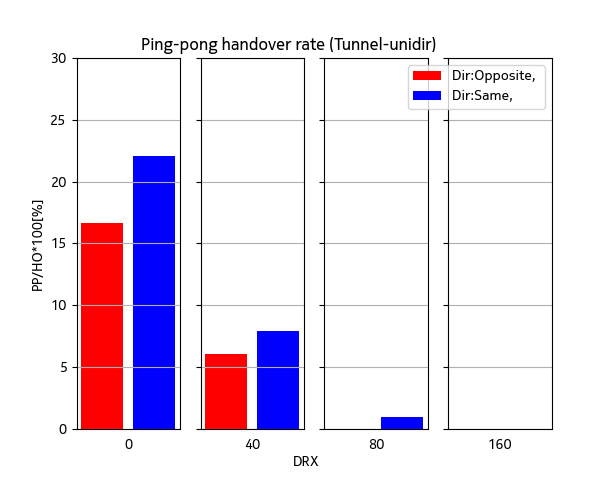 Ping-pong handover rate (Tunnel-unidir)
Dir:Opposite,
Dir:Same,
PP/HO*100[%]
30
25
20
15
10
5
0
0 40 80 160
DRX